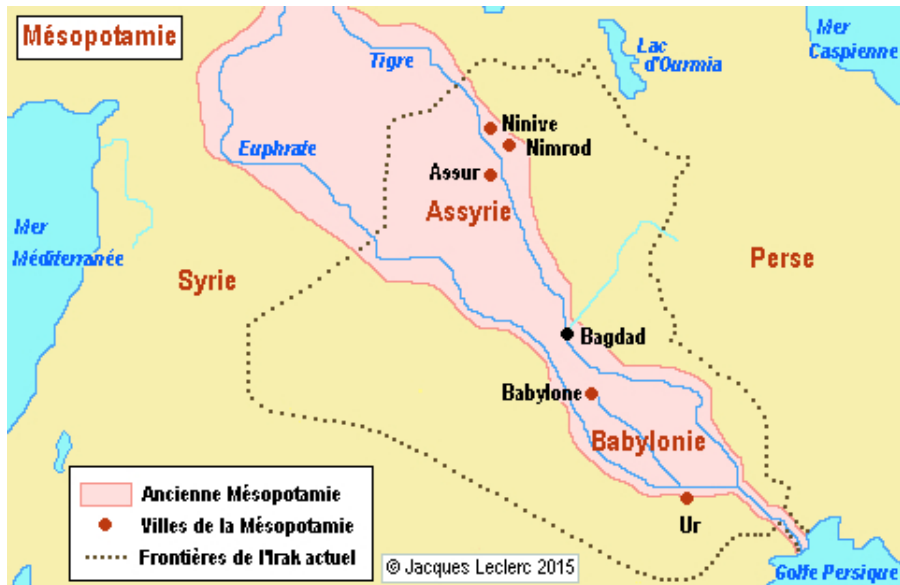 Mésopotamie
Mer
Caspienne
Lac
d'Ourmia
Tigre
Ninive
Nimrod
Euphrate
Assur
Assyrie
Mer
Méditerranée
Syrie
Perse
Bagdad
Babylone
Babylonie
Ur
Ancienne Mésopotamie
Villes de la Mésopotamie
Frontières de l'Irak actuel
© Jacques Leclerc 2015
Golfe Persique